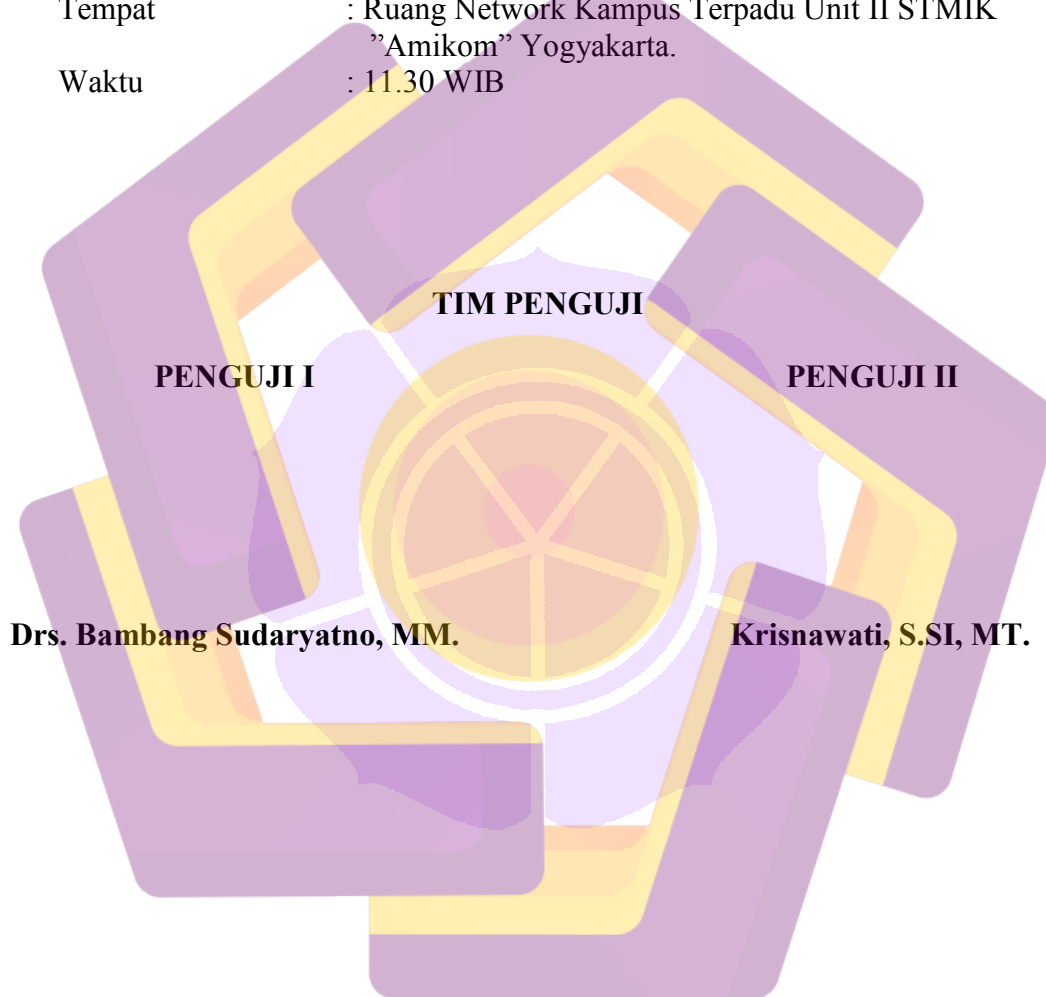 Tempat : Ruang Network Kampus Terpadu Unit II STMIK
”Amikom” Yogyakarta.
Waktu : 11.30 WIB
TIM PENGUJI
PENGUJI I PENGUJI II
Drs. Bambang Sudaryatno, MM. Krisnawati, S.SI, MT.